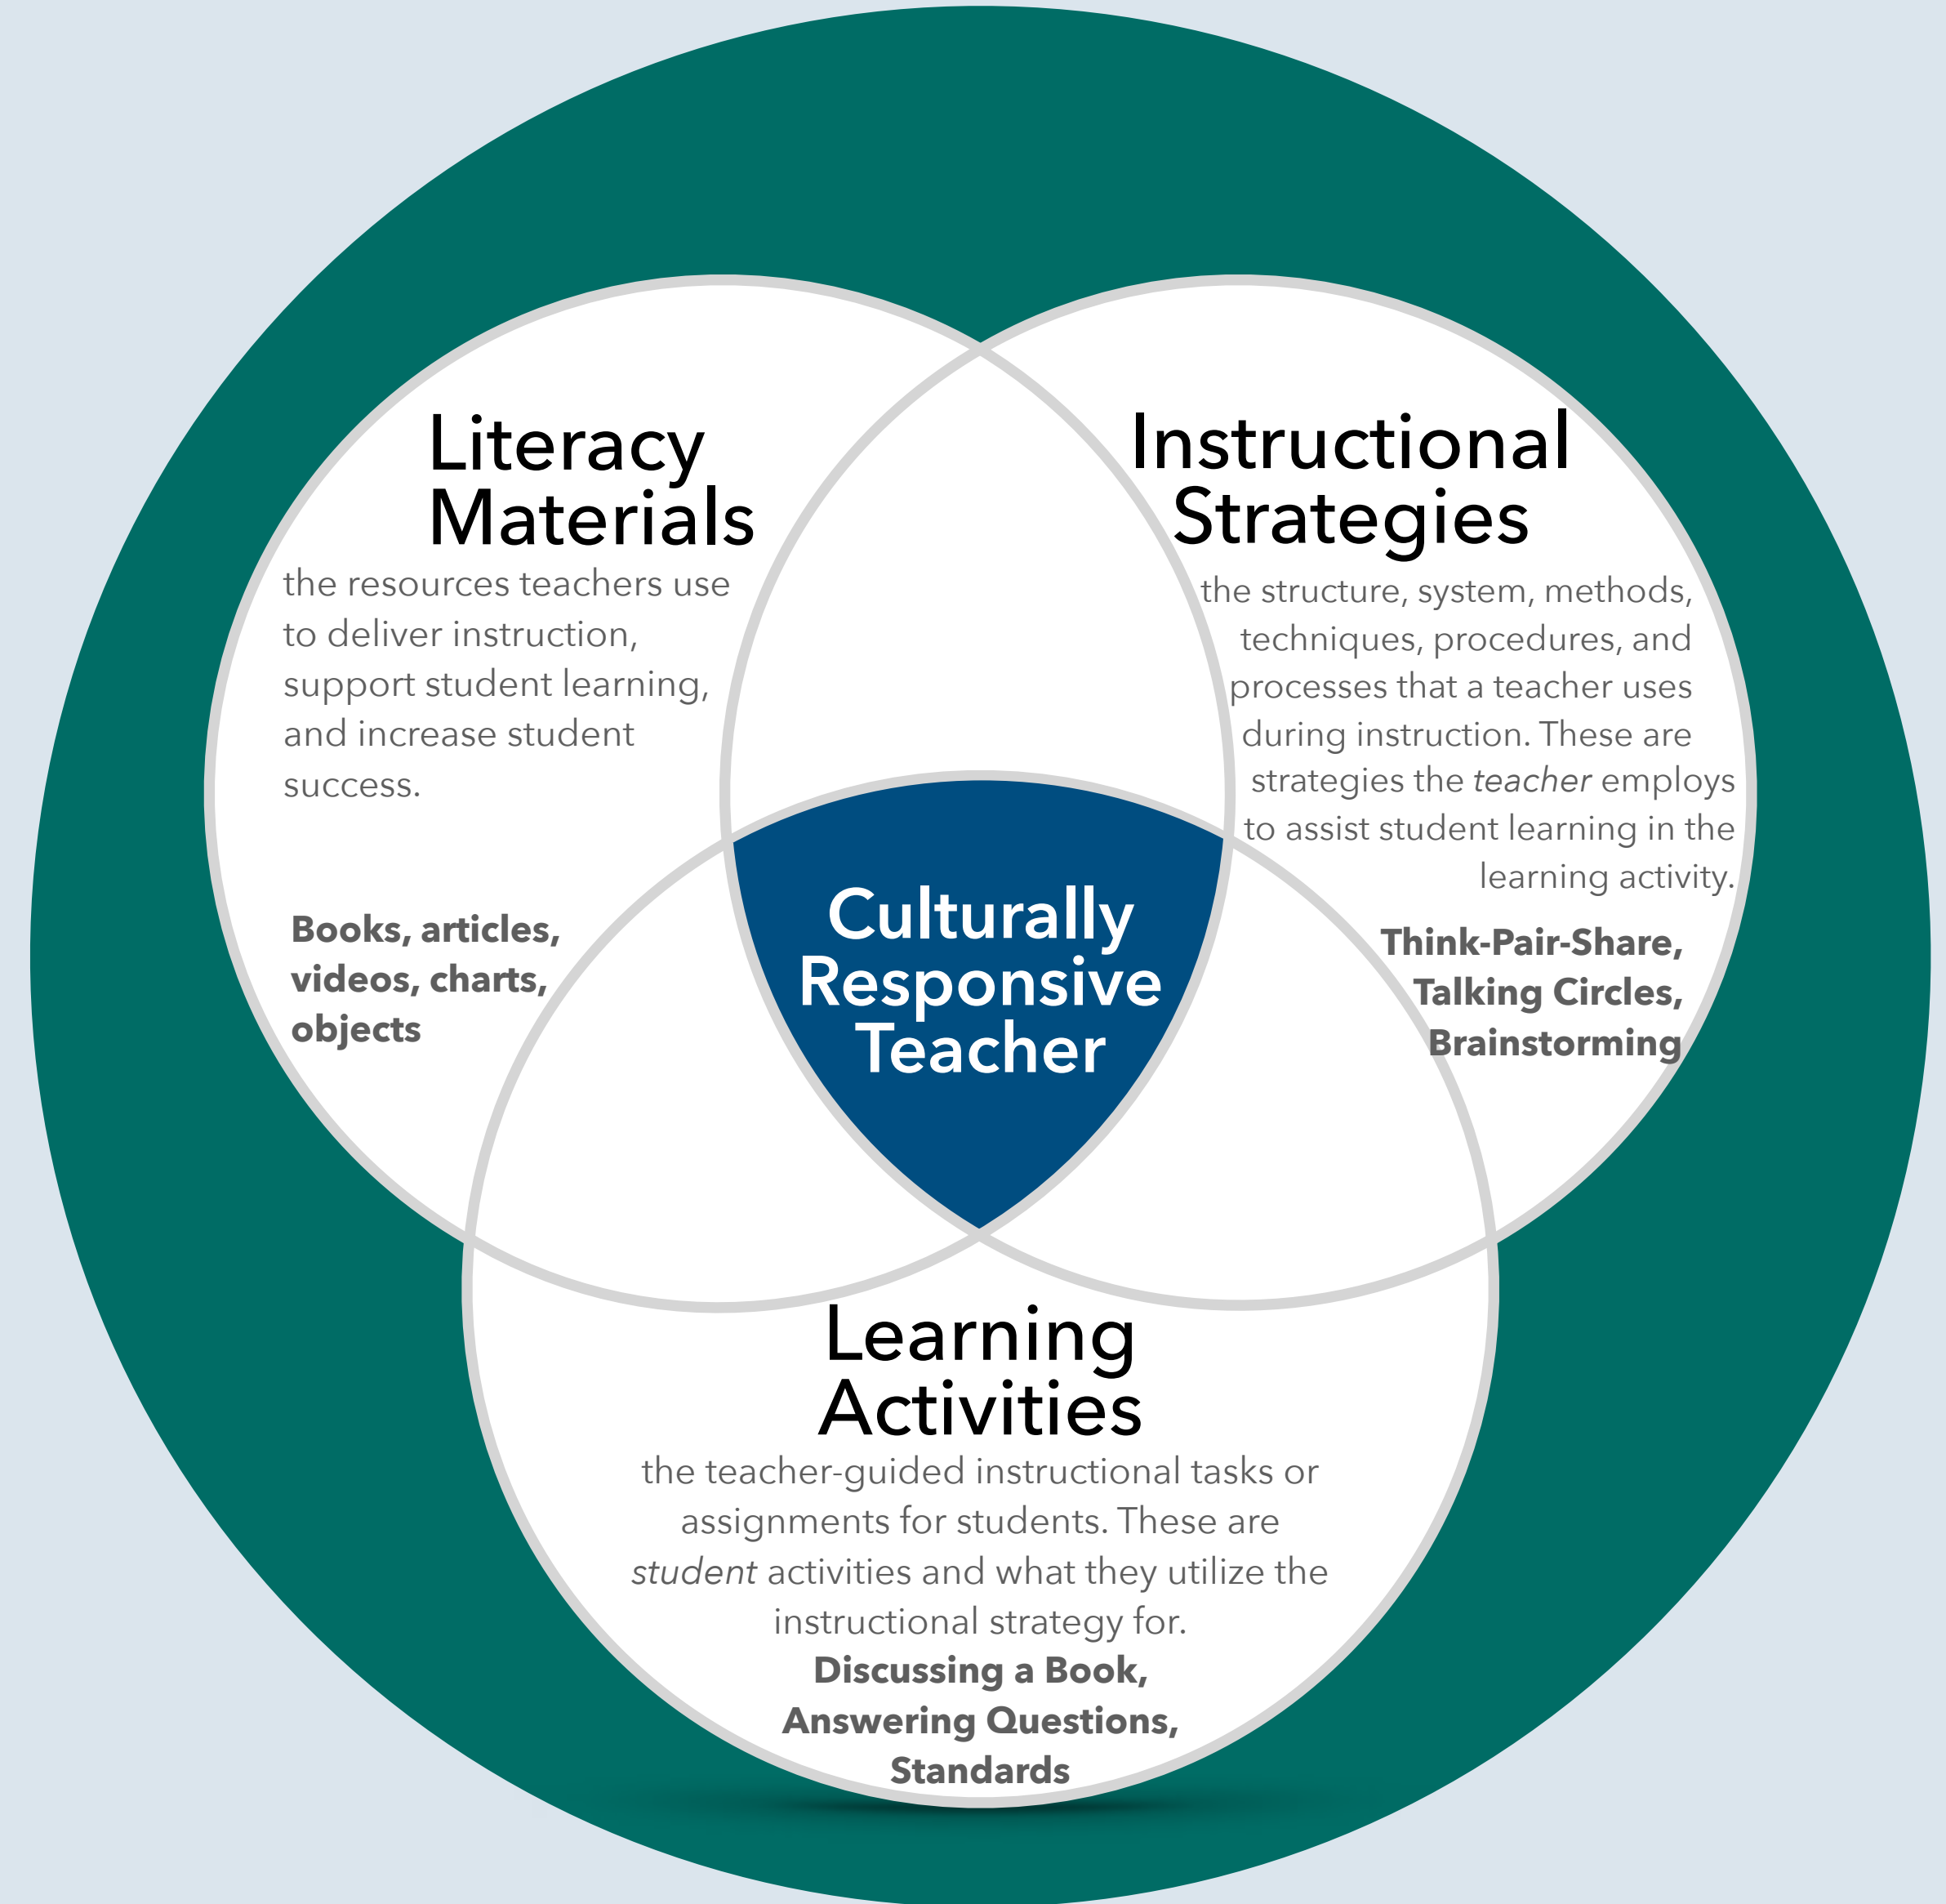 Literacy
Materials
the resources teachers use
to deliver instruction,
support student learning,
and increase student
success.
Books, articles,
videos, charts,
objects
Instructional
Strategies
the structure, system, methods,
techniques, procedures, and
processes that a teacher uses
during instruction. These are
strategies the teacher employs
to assist student learning in the
learning activity.
Think-Pair-Share,
Talking Circles,
Brainstorming
Culturally
Responsive
Teacher
Learning
Activities
the teacher-guided instructional tasks or
assignments for students. These are
student activities and what they utilize the
instructional strategy for.
Discussing a Book,
Answering Questions,
Standards